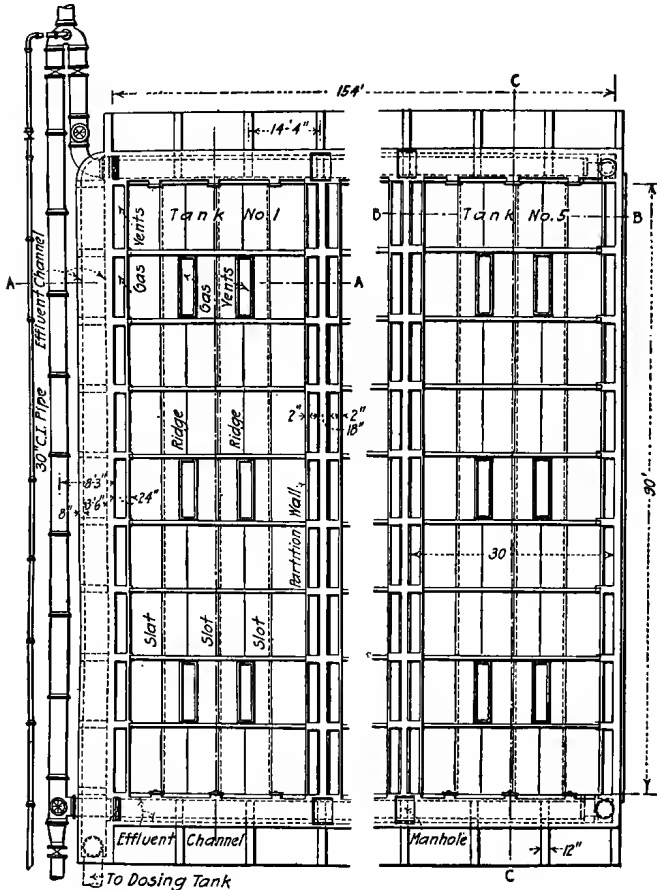 C
154'
14'-4"
Tank No.1
B
Tank No.5
B
Vents
Gas
Gas
Vents
A
A
Effluent Channel
30"C.I. Pipe
Ridge
Ridge
2"
2"
18"
8'-3"
3'-6"
24"
8"
Partition Wall
90'
30
Slot
Slot
Slot
Effluent Channel
Manhole
12"
C
To Dosing Tank